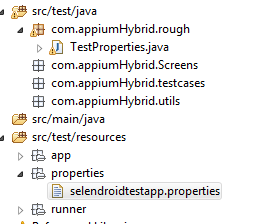 src/test/java
com.appiumHybrid.rough
TestProperties.java
com.appiumHybrid.Screens
com.appiumHybrid.testcases
com.appiumHybrid.utils
src/main/java
src/test/resources
app
properties
selendroidtestapp.properties
runner